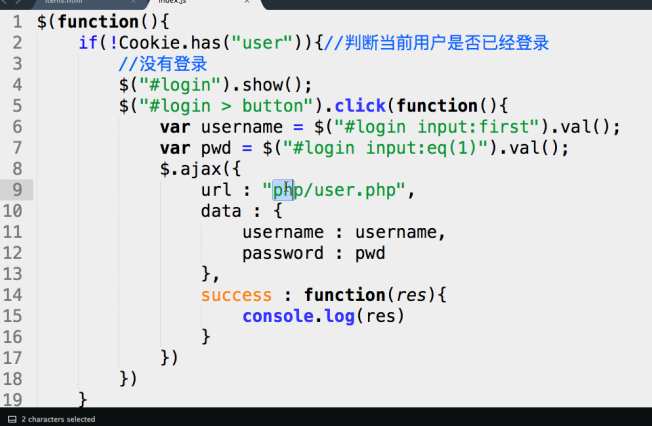 items.html
index.js
1 $(function(){
2 if(!Cookie.has("user")){//判断当前用户是否已经登录
3 //没有登录
4 $("#login").show();
5 $("#login > button").click(function(){
6 var username = $("#login input:first").val();
7 var pwd = $("#login input:eq(1)").val();
8 $.ajax({
9 url : "php/user.php",
10 data : {
11 username : username,
12 password : pwd
13 },
14 success : function(res){
15 console.log(res)
16 }
17 })
18 })
19 }
2 characters selected